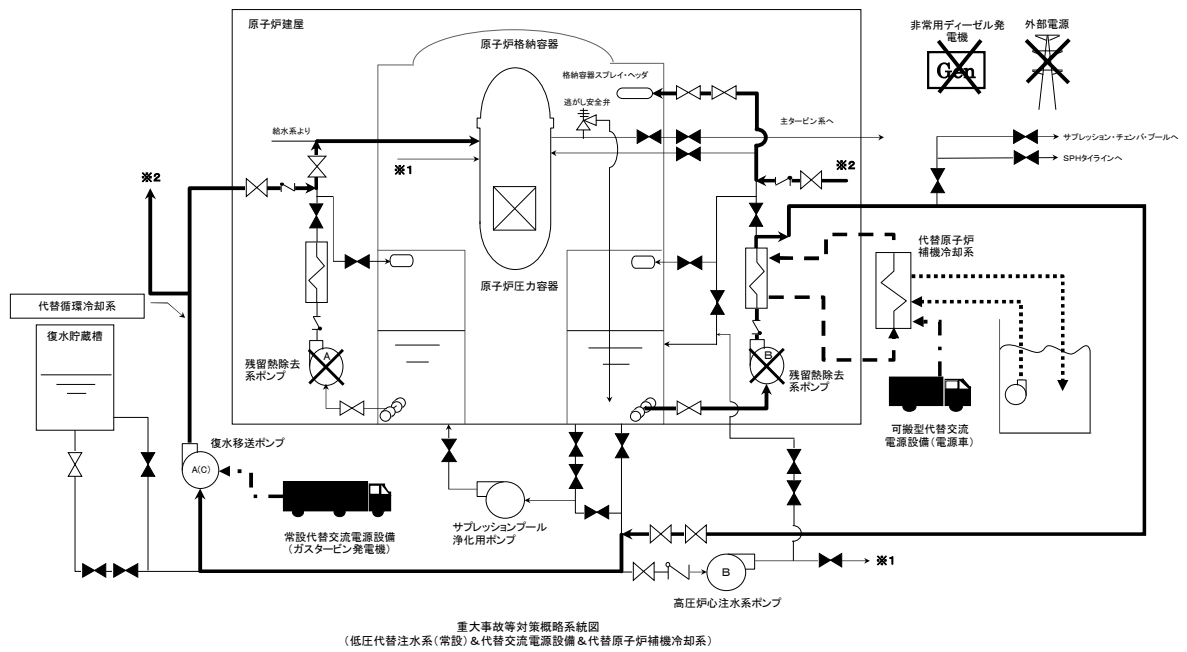 原子炉建屋
原子炉格納容器
非常用ディーゼル発
電機
Gen
外部電源
格納容器スプレイ・ヘッダ
逃がし安全弁
給水系より
主タービン系へ
サプレッション・チェンバ・プールへ
SPHタイラインへ
※1
※2
※2
代替原子炉
補機冷却系
原子炉圧力容器
代替循環冷却系
復水貯蔵槽
残留熱除去
系ポンプ
A
B
残留熱除去
系ポンプ
可搬型代替交流
電源設備(電源車)
復水移送ポンプ
A(C)
常設代替交流電源設備
(ガスタービン発電機)
サプレッションプール
浄化用ポンプ
※1
B
高圧炉心注水系ポンプ
重大事故等対策概略系統図
(低圧代替注水系(常設)&代替交流電源設備&代替原子炉補機冷却系)